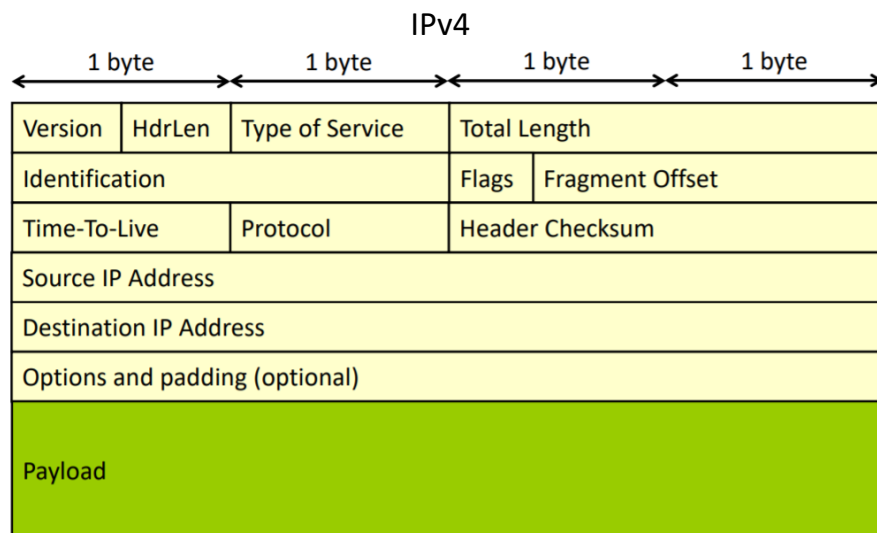 IPv4
1 byte 1 byte 1 byte 1 byte
Version HdrLen Type of Service Total Length
Identification Flags Fragment Offset
Time-To-Live Protocol Header Checksum
Source IP Address
Destination IP Address
Options and padding (optional)
Payload